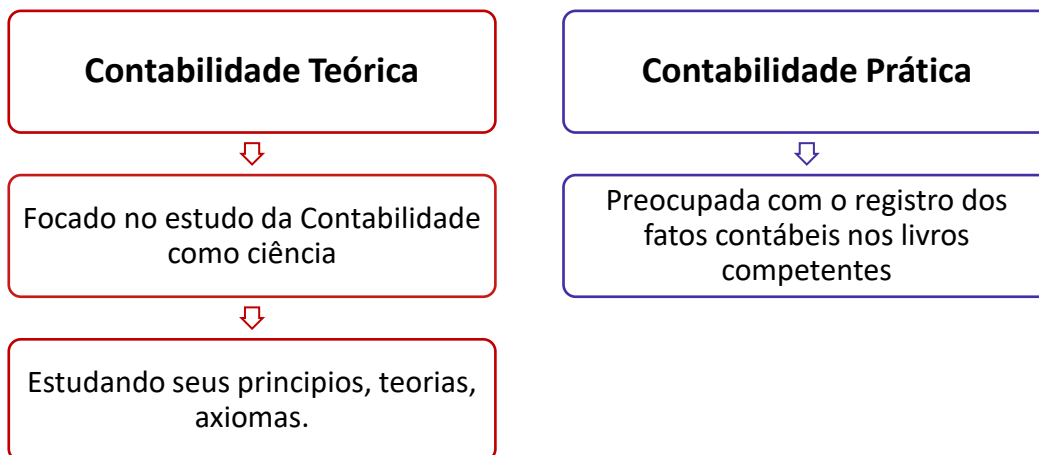 Contabilidade Teórica
Focado no estudo da Contabilidade
como ciência
Estudando seus principios, teorias,
axiomas.
Contabilidade Prática
Preocupada com o registro dos
fatos contábeis nos livros
competentes